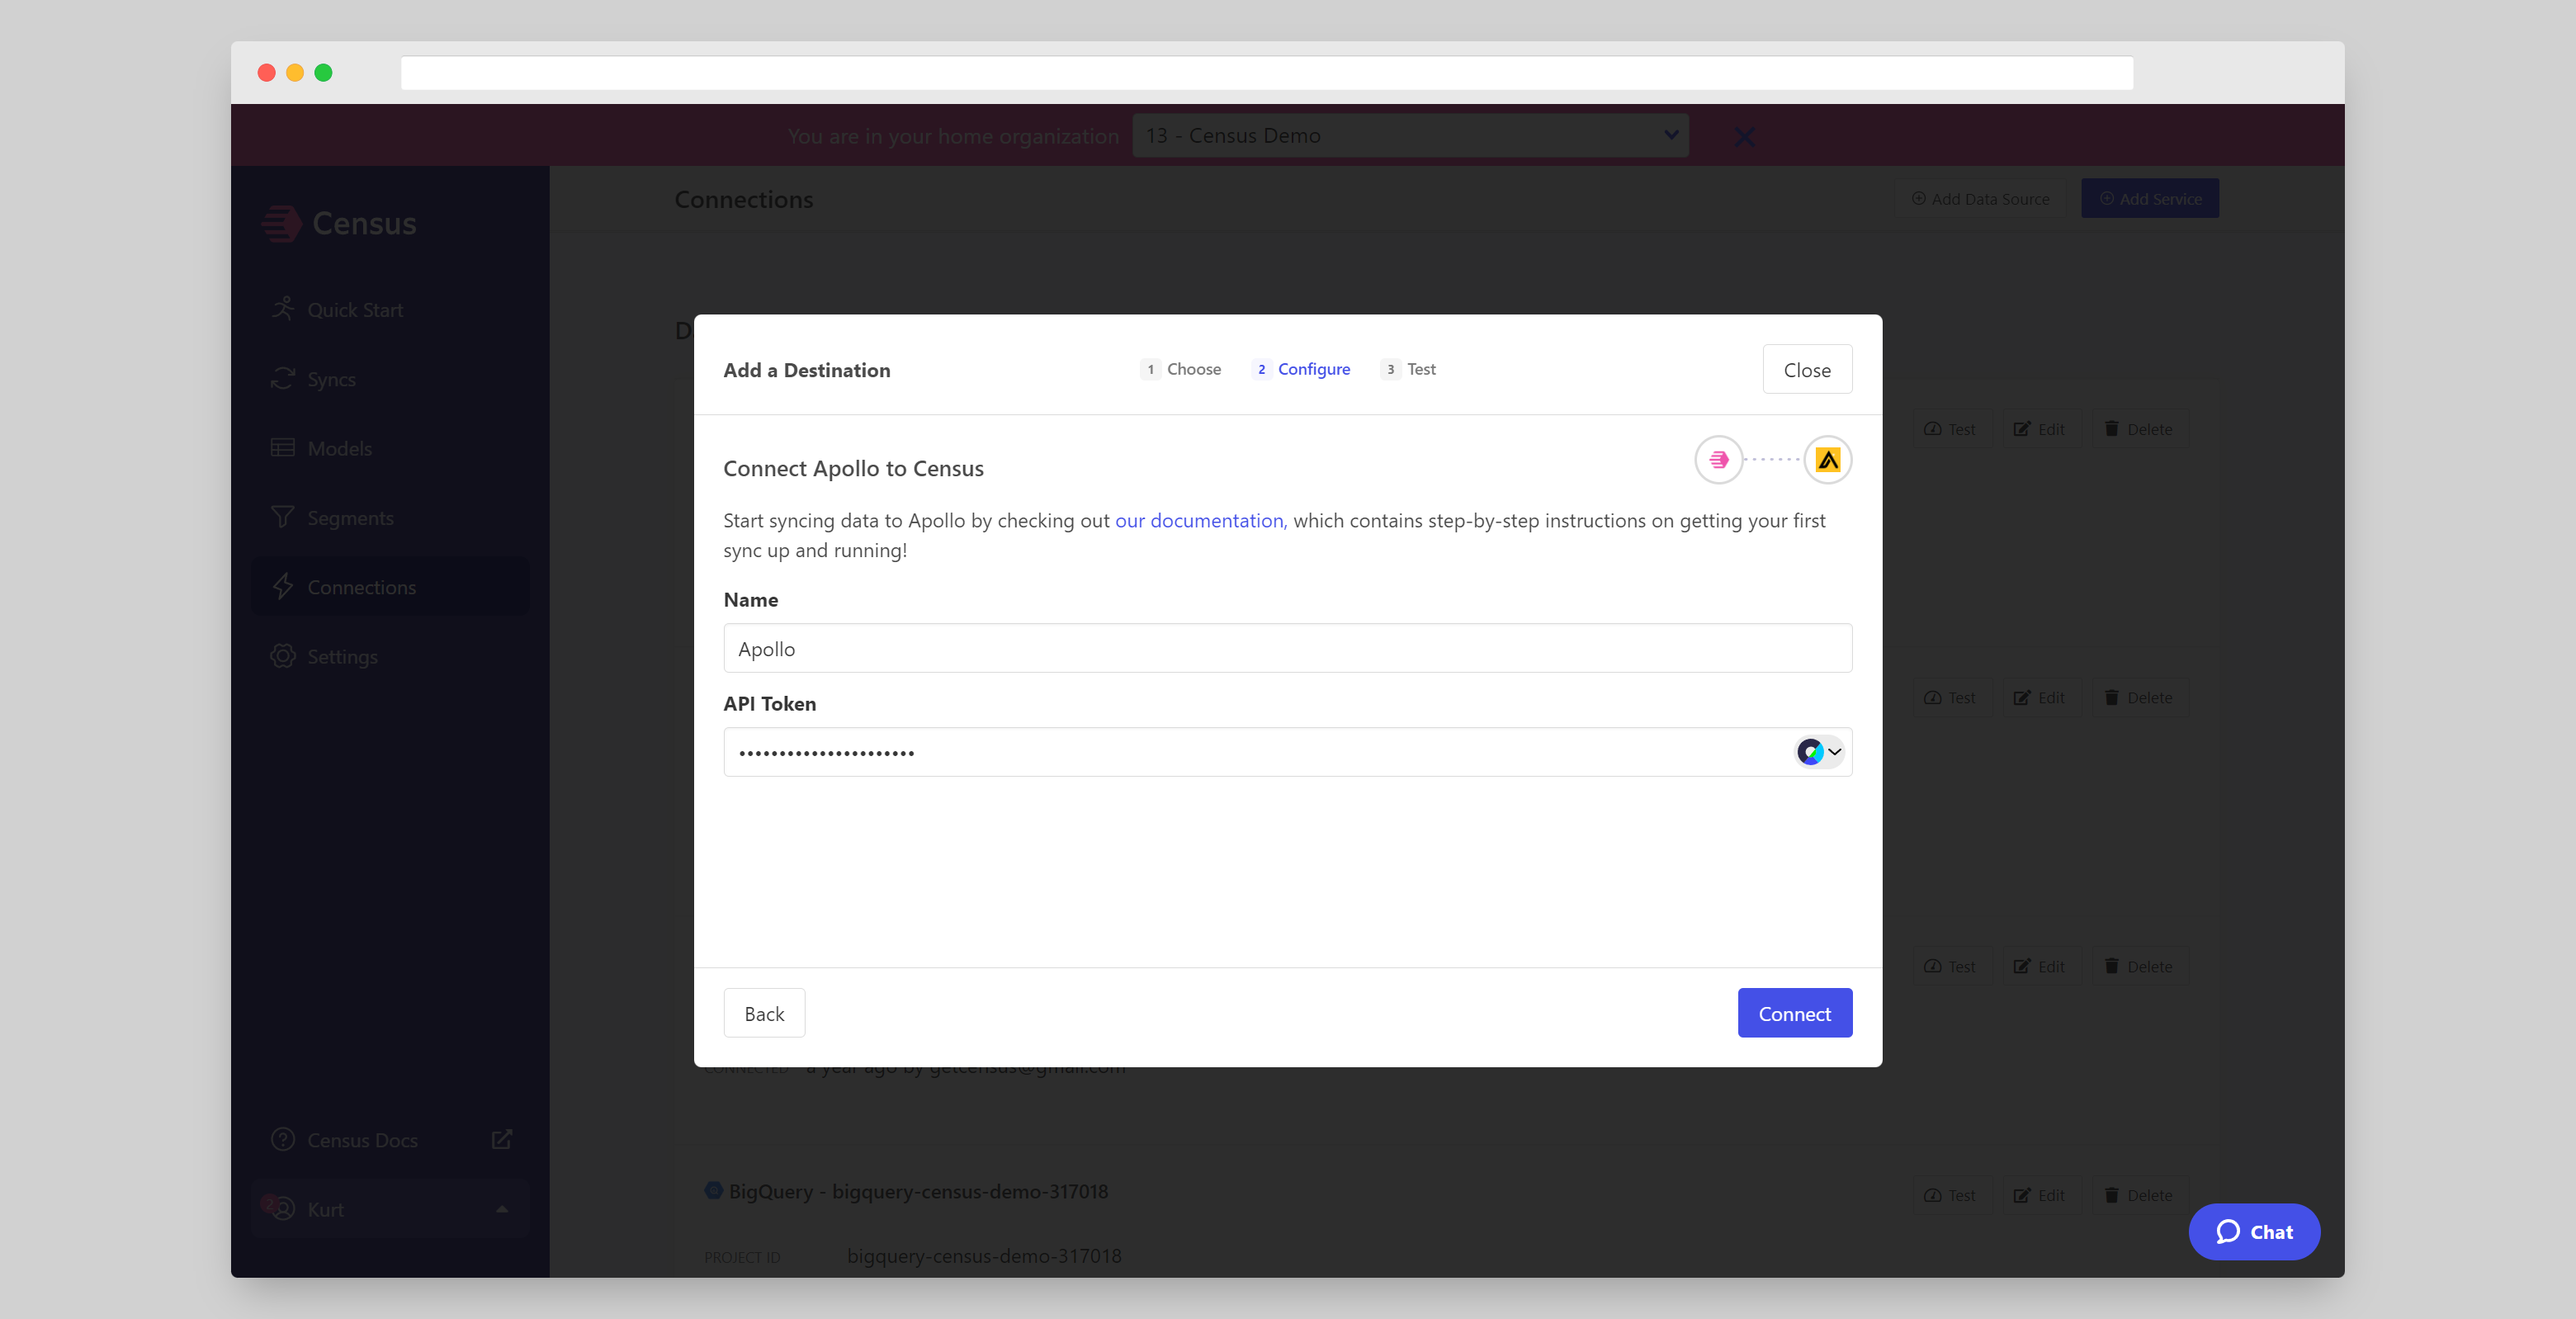 You are in your home organization
13 - Census Demo
Census
Connections
Add Data Source
Add Service
Quick Start
Syncs
Models
Segments
Connections
Settings
D
Add a Destination
1 Choose
2 Configure
3 Test
Close
Connect Apollo to Census
Start syncing data to Apollo by checking out our documentation, which contains step-by-step instructions on getting your first
sync up and running!
Name
Apollo
API Token
••••••••••••••••••••••
Back
Connect
Test Edit Delete
Test Edit Delete
Test Edit Delete
CONNECTED a year ago by getcensus@gmail.com
BigQuery - bigquery-census-demo-317018
Test Edit Delete
PROJECT ID bigquery-census-demo-317018
Census Docs
2
Kurt
Chat